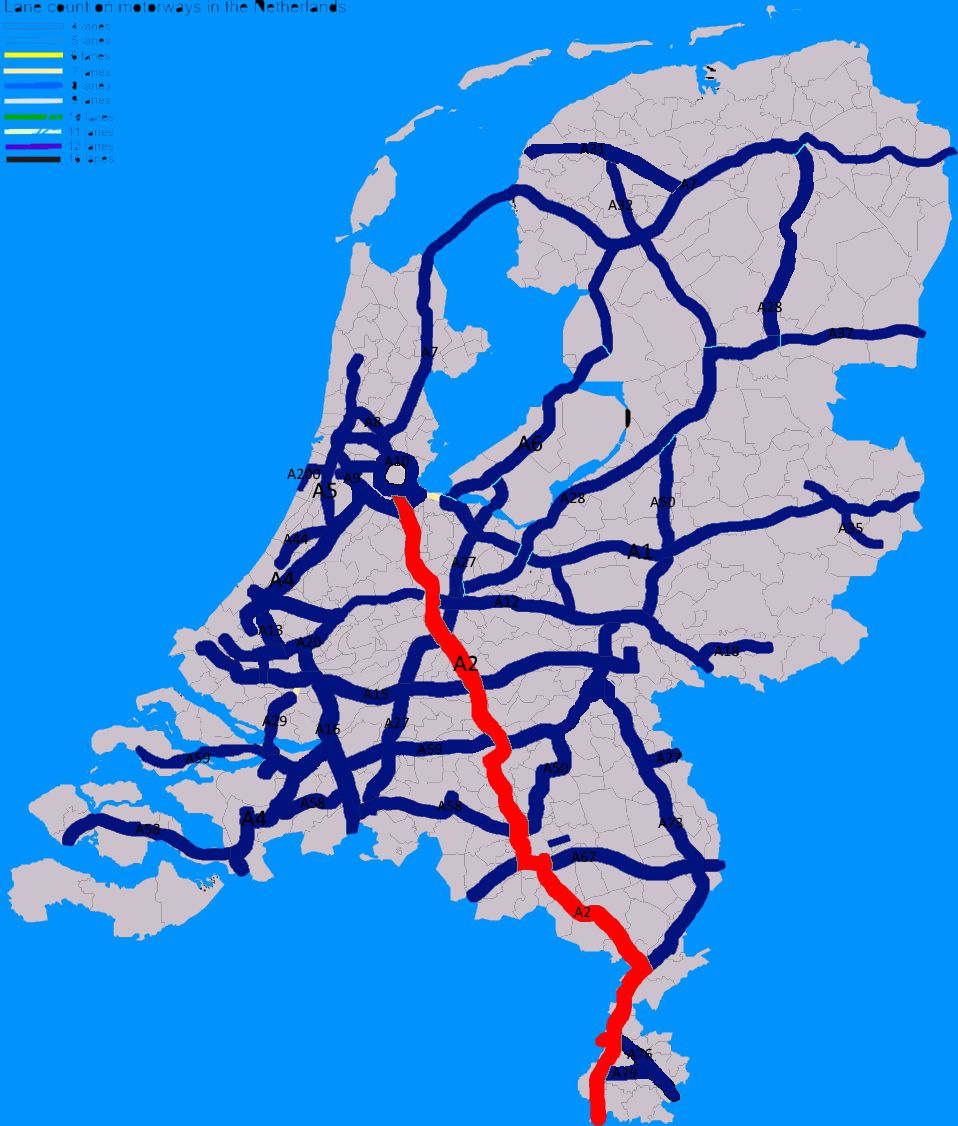 Lane count on motorways in the Netherlands
4 lanes
5 lanes
6 lanes
7 lanes
8 lanes
9 lanes
10 lanes
11 lanes
12 lanes
lanes
A31
A7
A32
A28
A37
A7
A8
A6
A10
A200
A9
A5
A28
A50
A35
A44
A1
A27
A4
A12
A13
A20
A18
A2
A15
A29
A16
A27
A59
A59
A77
A50
A58
A58
A4
A58
A73
A67
A2
A76
A79